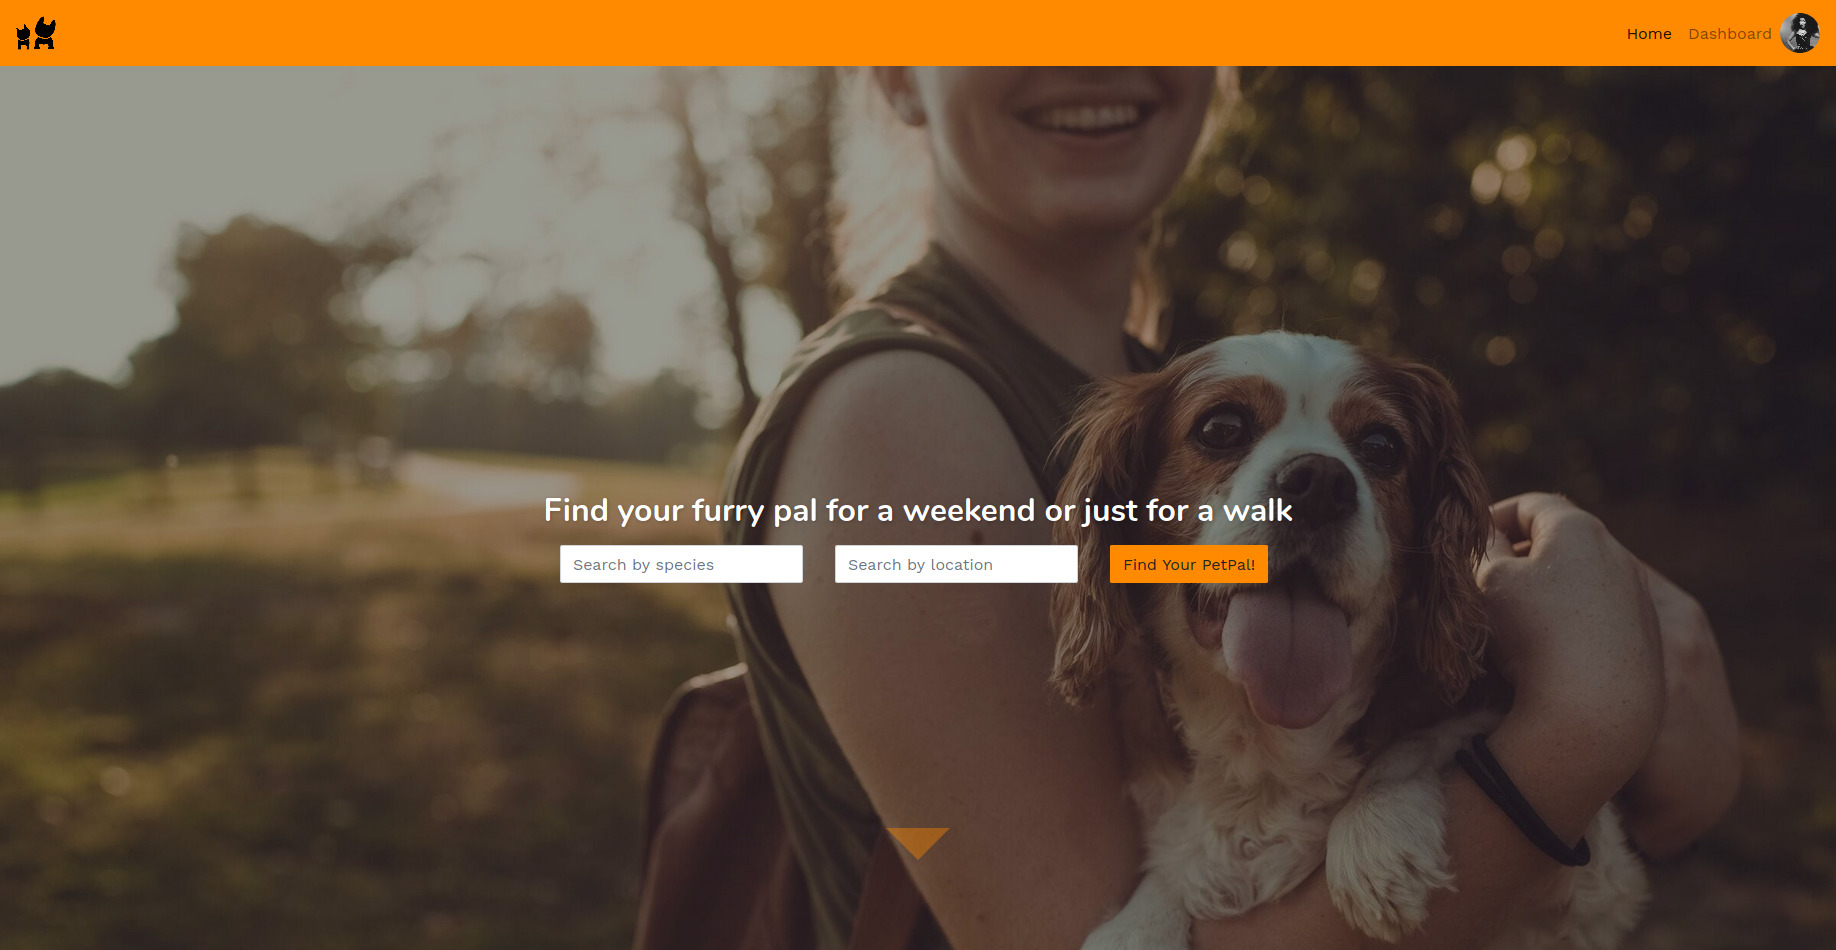 Home Dashboard
Find your furry pal for a weekend or just for a walk
Search by species Search by location Find Your PetPal!